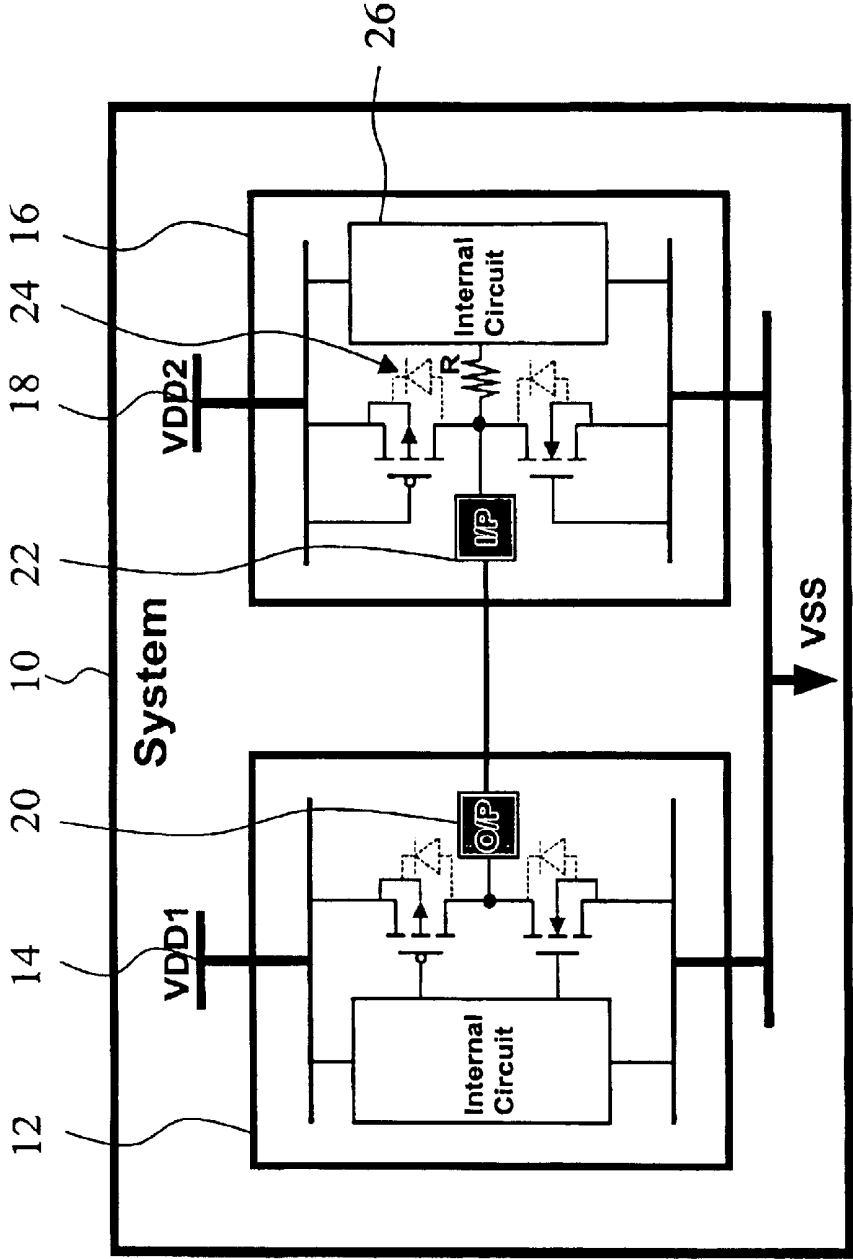 12 14 20 10 22 18 24 16
26
System
VDD1
VDD2
Internal
Circuit
O/P
I/P
R
Internal
Circuit
VSS